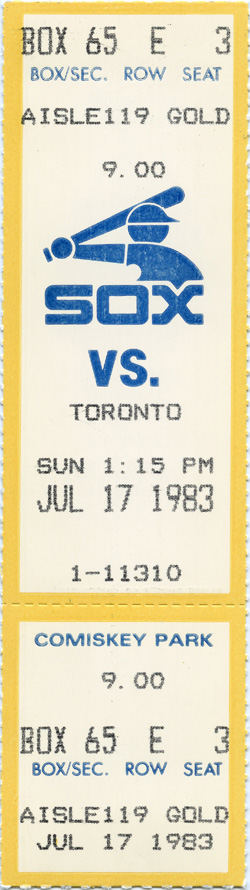 BOX 65 E 3
BOX/SEC. ROW SEAT
AISLE119 GOLD
9.00
SOX
VS.
TORONTO
SUN 1:15 PM
JUL 17 1983
1-11310
COMISKEY PARK
9.00
BOX 65 E 3
BOX/SEC. ROW SEAT
AISLE119 GOLD
JUL 17 1983